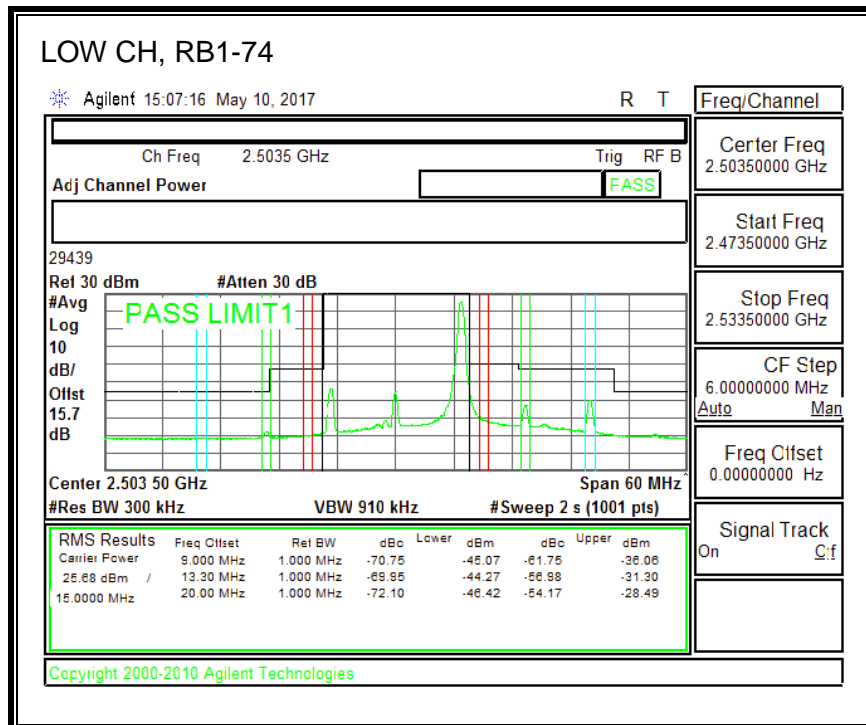 LOW CH, RB1-74
Agilent 15:07:16 May 10, 2017 R T
Freq/Channel
Ch Freq 2.5035 GHz Trig RF B
Adj Channel Power PASS
Center Freq
2.50350000 GHz
Start Freq
2.47350000 GHz
29439
Ref 30 dBm #Atten 30 dB
#Avg
Log
10
dB/
Offst
15.7
dB
PASS LIMIT1
Stop Freq
2.53350000 GHz
CF Step
6.00000000 MHz
Auto Man
Freq Offset
0.00000000 Hz
Center 2.503 50 GHz Span 60 MHz
#Res BW 300 kHz VBW 910 kHz #Sweep 2 s (1001 pts)
Signal Track
On Off
RMS Results Freq Offset Ref BW dBc Lower dBm dBc Upper dBm
Carrier Power 9.000 MHz 1.000 MHz -70.75 -45.07 -61.75 -36.06
25.68 dBm / 13.30 MHz 1.000 MHz -69.95 -44.27 -56.98 -31.30
15.0000 MHz 20.00 MHz 1.000 MHz -72.10 -46.42 -54.17 -28.49
Copyright 2000-2010 Agilent Technologies